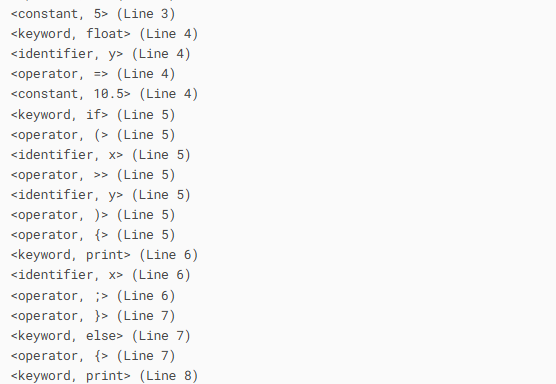 <constant, 5> (Line 3)
<keyword, float> (Line 4)
<identifier, y> (Line 4)
<operator, => (Line 4)
<constant, 10.5> (Line 4)
<keyword, if> (Line 5)
<operator, (> (Line 5)
<identifier, x> (Line 5)
<operator, >> (Line 5)
<identifier, y> (Line 5)
<operator, )> (Line 5)
<operator, {> (Line 5)
<keyword, print> (Line 6)
<identifier, x> (Line 6)
<operator, ;> (Line 6)
<operator, }> (Line 7)
<keyword, else> (Line 7)
<operator, {> (Line 7)
<keyword, print> (Line 8)